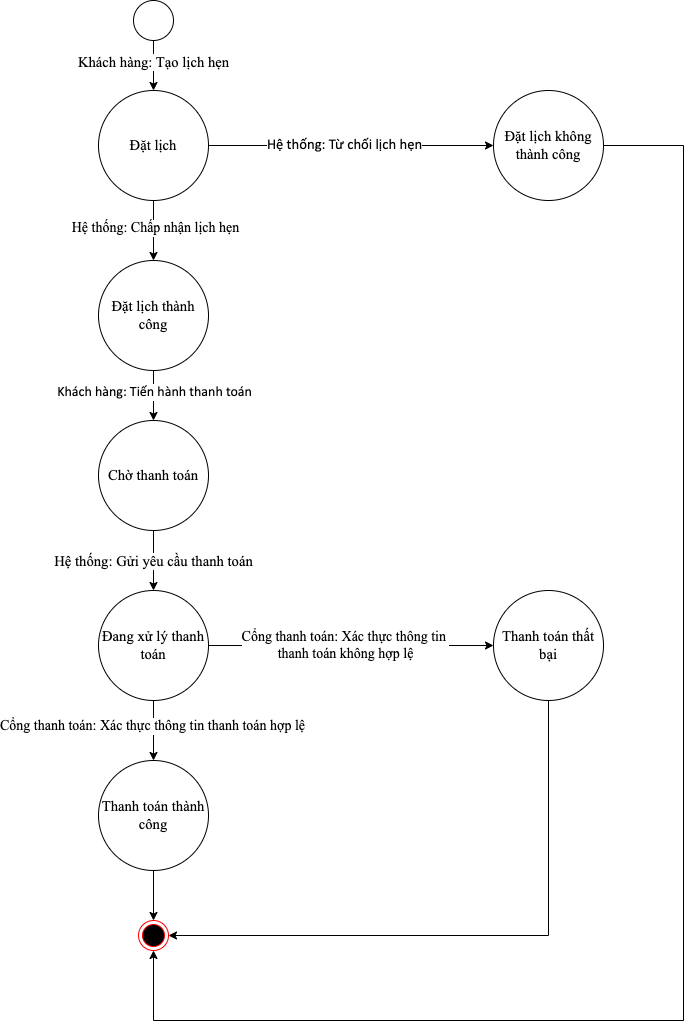 Khách hàng: Tạo lịch hẹn
Đặt lịch
Hệ thống: Từ chối lịch hẹn
Đặt lịch không
thành công
Hệ thống: Chấp nhận lịch hẹn
Đặt lịch thành
công
Khách hàng: Tiến hành thanh toán
Chờ thanh toán
Hệ thống: Gửi yêu cầu thanh toán
Đang xử lý thanh
toán
Cổng thanh toán: Xác thực thông tin
thanh toán không hợp lệ
Thanh toán thất
bại
Cổng thanh toán: Xác thực thông tin thanh toán hợp lệ
Thanh toán thành
công